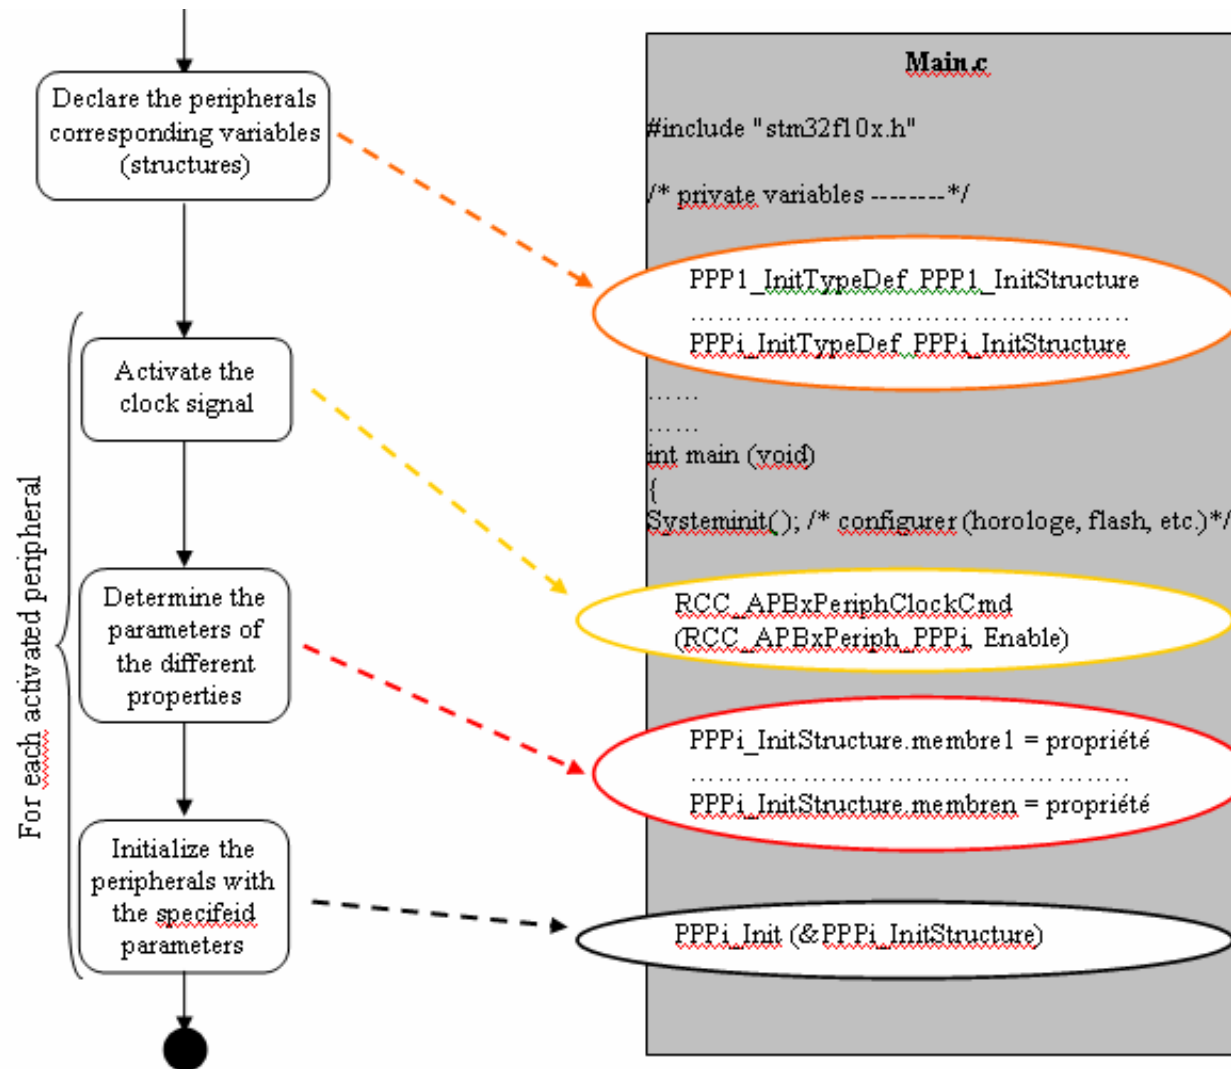 Declare the peripherals
corresponding variables
(structures)
Activate the
clock signal
Determine the
parameters of
the different
properties
Initialize the
peripherals with
the specifeid
parameters
For each activated peripheral
Main.c
#include "stm32f10x.h"
/* private variables --------*/
PPP1_InitTypeDef PPP1_InitStructure
……………………………………….
PPPi_InitTypeDef PPPi_InitStructure
……
……
int main (void)
{
Systeminit(); /* configurer (horologe, flash, etc.)*/
RCC_APBxPeriphClockCmd
(RCC_APBxPeriph_PPPi, Enable)
PPPi_InitStructure.membre1 = propriété
……………………………………….
PPPi_InitStructure.membren = propriété
PPPi_Init (&PPPi_InitStructure)